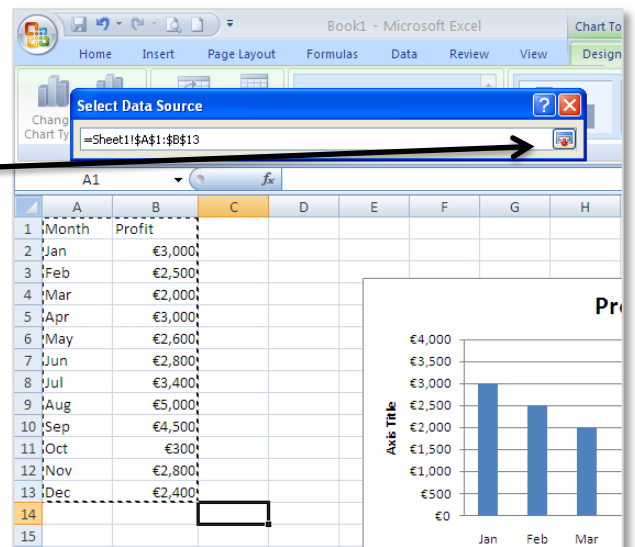 Book1 - Microsoft Excel Chart To
Home Insert Page Layout Formulas Data Review View Design
Select Data Source
Chang
Chart Ty
=Sheet1!$A$1:$B$13
A1 fx
A B C D E F G H
1 Month Profit
2 Jan €3,000
3 Feb €2,500
4 Mar €2,000
5 Apr €3,000
6 May €2,600
7 Jun €2,800
8 Jul €3,400
9 Aug €5,000
10 Sep €4,500
11 Oct €300
12 Nov €2,800
13 Dec €2,400
14
15
Pr
€4,000
€3,500
€3,000
€2,500
€2,000
€1,500
€1,000
€500
€0
Axis Title
Jan Feb Mar